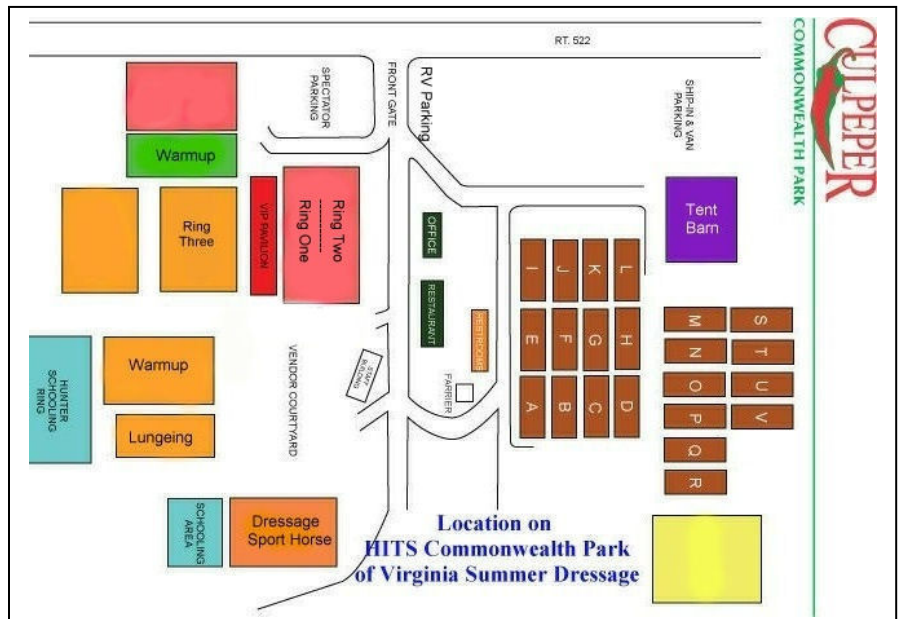 RT. 522
CULPEPER
COMMONWEALTH PARK
SPECTATOR
PARKING
FRONT GATE
RV Parking
SHIP-IN & VAN
PARKING
Warmup
Ring
Three
VIP PAVILION
Ring Two
----------
Ring One
OFFICE
RESTAURANT
RESTROOMS
Tent
Barn
I
J
K
L
E
F
G
H
A
B
C
D
M
N
O
P
Q
R
S
T
U
V
HUNTER
SCHOOLING
RING
Warmup
Lungeing
VENDOR COURTYARD
STAFF
BUILDING
FARRIER
SCHOOLING
AREA
Dressage
Sport Horse
Location on
HITS Commonwealth Park
of Virginia Summer Dressage